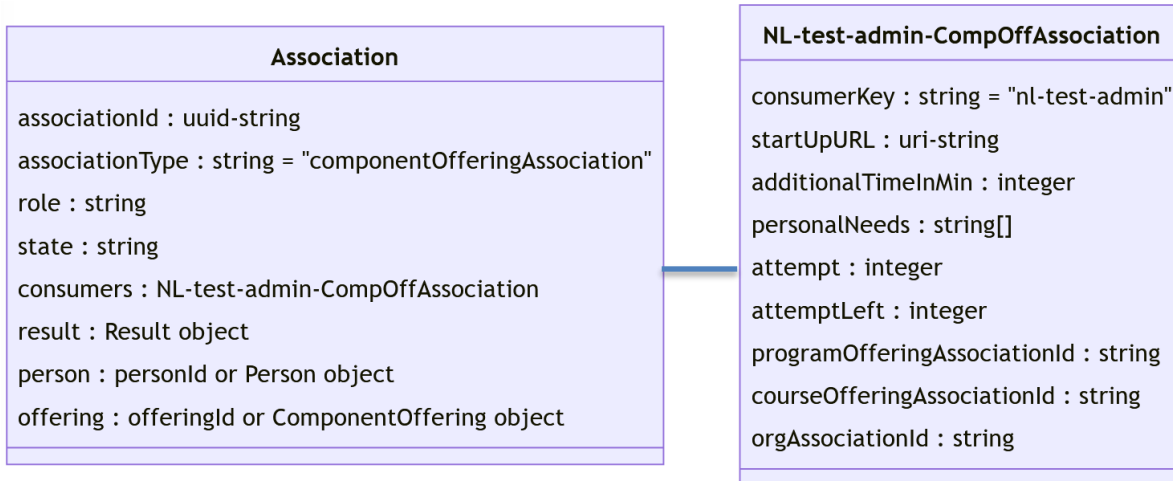 Association
associationId : uuid-string
associationType : string = "componentOfferingAssociation"
role : string
state : string
consumers : NL-test-admin-CompOffAssociation
result : Result object
person : personId or Person object
offering : offeringId or ComponentOffering object
NL-test-admin-CompOffAssociation
consumerKey : string = "nl-test-admin"
startUpURL : uri-string
additionalTimeInMin : integer
personalNeeds : string[]
attempt : integer
attemptLeft : integer
programOfferingAssociationId : string
courseOfferingAssociationId : string
orgAssociationId : string